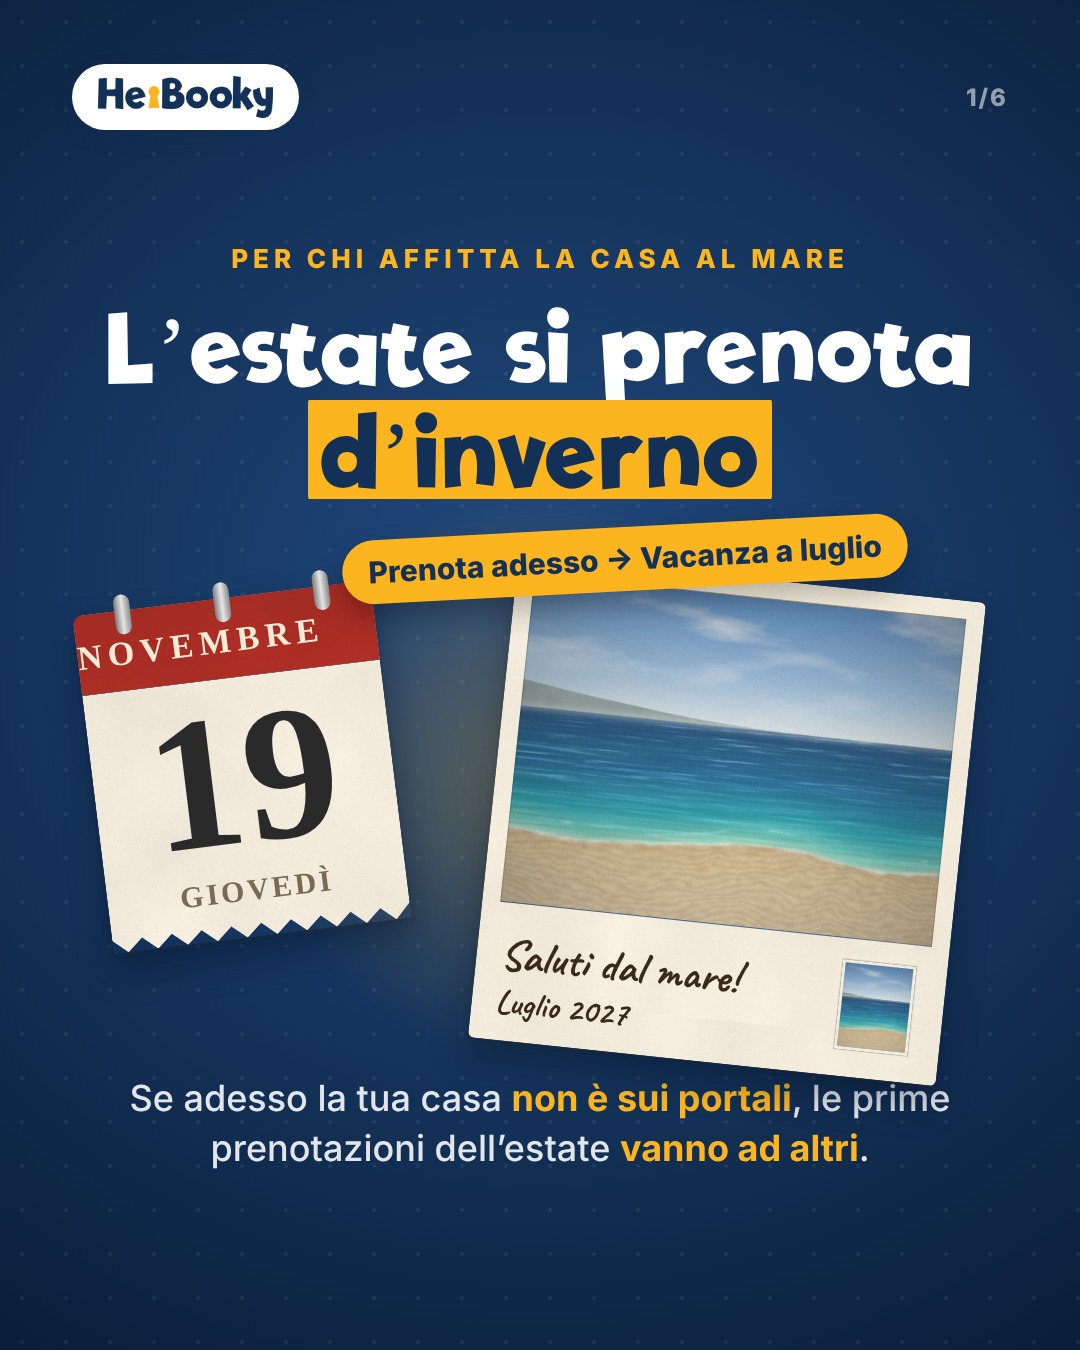 HeyBooky
1/6
PER CHI AFFITTA LA CASA AL MARE
L’estate si prenota
d’inverno
Prenota adesso → Vacanza a luglio
NOVEMBRE
19
GIOVEDÌ
Saluti dal mare!
Luglio 2027
Se adesso la tua casa non è sui portali, le prime
prenotazioni dell’estate vanno ad altri.